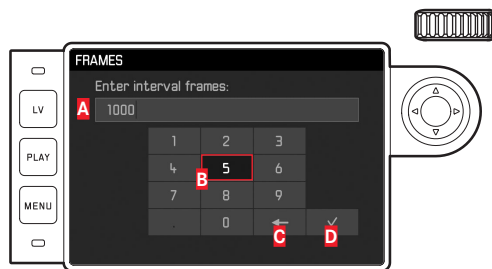 FRAMES
Enter interval frames:
A 1000
LV
PLAY
MENU
1 2 3
4 5 6
B
7 8 9
. 0
C D